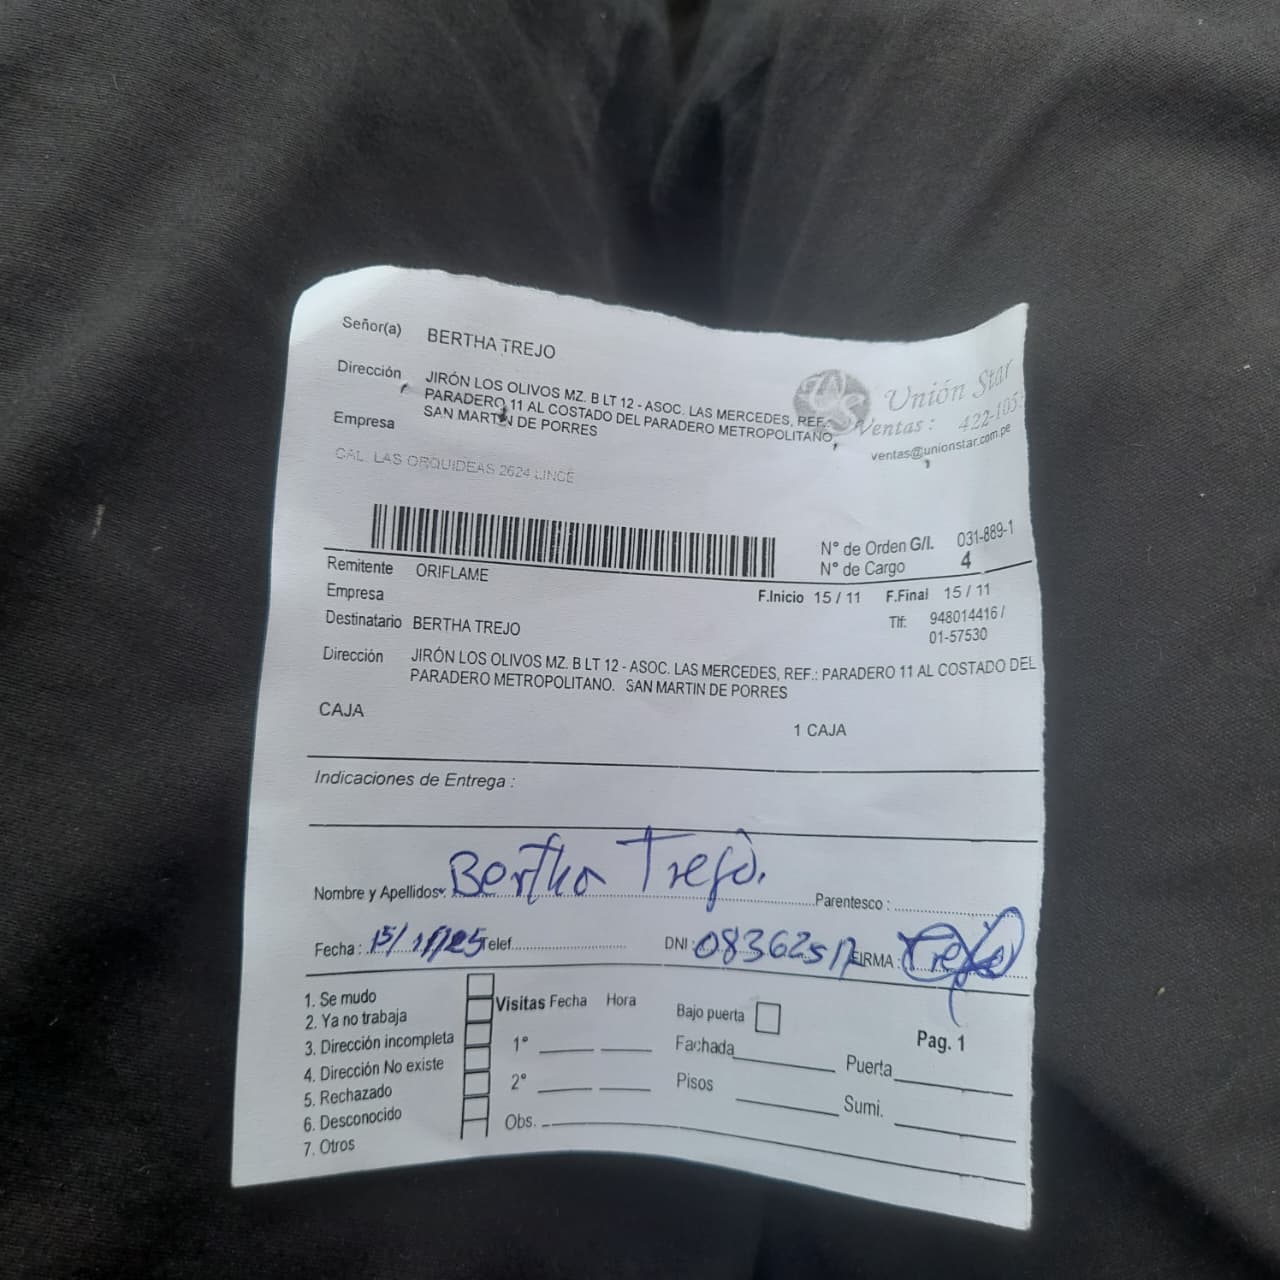 Señor(a) BERTHA TREJO
Dirección JIRÓN LOS OLIVOS MZ. B LT 12 - ASOC. LAS MERCEDES, REF.:
PARADERO 11 AL COSTADO DEL PARADERO METROPOLITANO,
SAN MARTIN DE PORRES
Empresa
CAL. LAS ORQUIDEAS 2624 LINCE
Unión Star
Ventas : 422-105
ventas@unionstar.com.pe
N° de Orden G/I. 031-889-1
N° de Cargo 4
Remitente ORIFLAME
Empresa
F.Inicio 15 / 11 F.Final 15 / 11
Destinatario BERTHA TREJO
Tlf: 948014416 /
01-57530
Dirección JIRÓN LOS OLIVOS MZ. B LT 12 - ASOC. LAS MERCEDES, REF.: PARADERO 11 AL COSTADO DEL
PARADERO METROPOLITANO. SAN MARTIN DE PORRES
CAJA
1 CAJA
Indicaciones de Entrega :
Nombre y Apellidos: Bertha Trejo. Parentesco :
Fecha : 15/11/25 Telef. DNI : 08362517 FIRMA : Trejo
1. Se mudo
2. Ya no trabaja
3. Dirección incompleta
4. Dirección No existe
5. Rechazado
6. Desconocido
7. Otros
Visitas Fecha Hora
1°
2°
Obs.
Bajo puerta
Fachada
Pisos
Pag. 1
Puerta
Sumi.